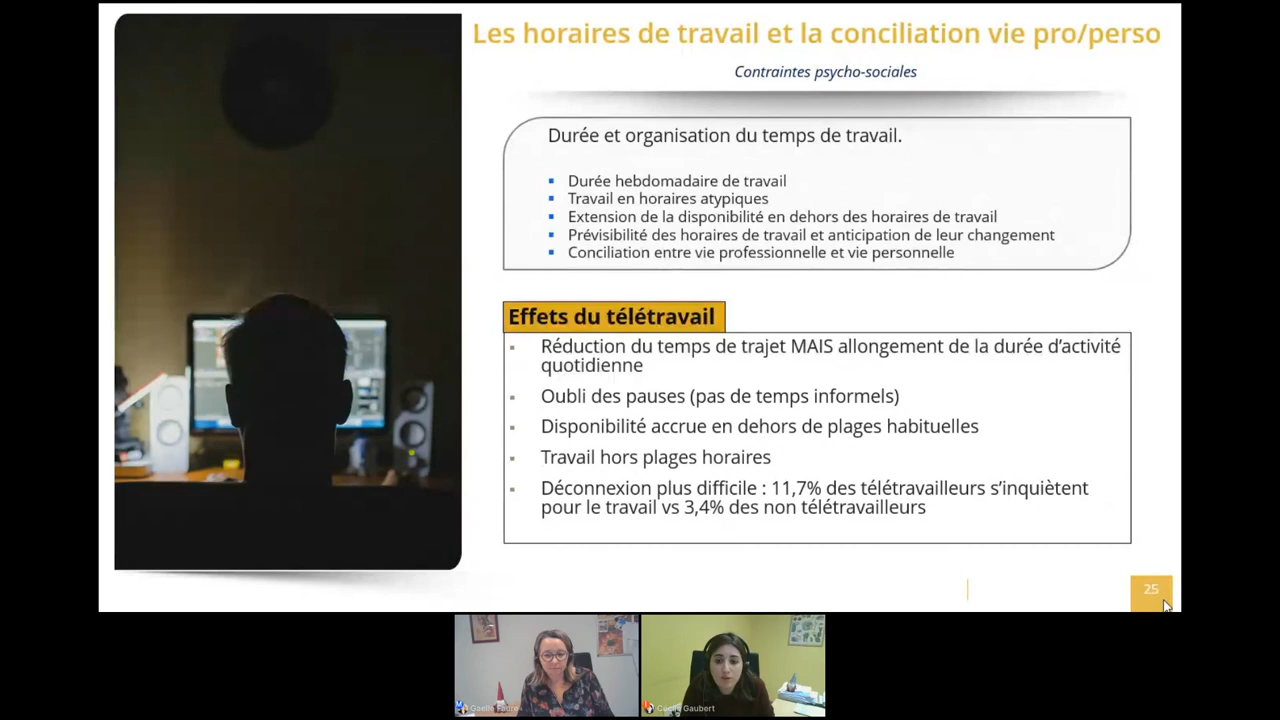 Les horaires de travail et la conciliation vie pro/perso
Contraintes psycho-sociales
Durée et organisation du temps de travail.
Durée hebdomadaire de travail
Travail en horaires atypiques
Extension de la disponibilité en dehors des horaires de travail
Prévisibilité des horaires de travail et anticipation de leur changement
Conciliation entre vie professionnelle et vie personnelle
Effets du télétravail
Réduction du temps de trajet MAIS allongement de la durée d’activité
quotidienne
Oubli des pauses (pas de temps informels)
Disponibilité accrue en dehors de plages habituelles
Travail hors plages horaires
Déconnexion plus difficile : 11,7% des télétravailleurs s’inquiètent
pour le travail vs 3,4% des non télétravailleurs
25
Gaelle
Gaubert